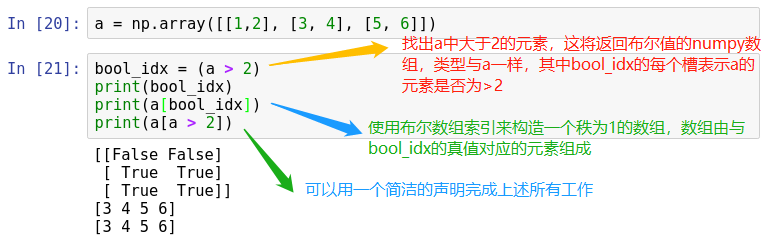 In [20]: a = np.array([[1,2], [3, 4], [5, 6]])
找出a中大于2的元素，这将返回布尔值的numpy数
组，类型与a一样，其中bool_idx的每个槽表示a的
元素是否为>2
In [21]: bool_idx = (a > 2)
print(bool_idx)
print(a[bool_idx])
print(a[a > 2])
使用布尔数组索引来构造一个秩为1的数组，数组由与
bool_idx的真值对应的元素组成
[[False False]
 [ True  True]
 [ True  True]]
[3 4 5 6]
[3 4 5 6]
可以用一个简洁的声明完成上述所有工作